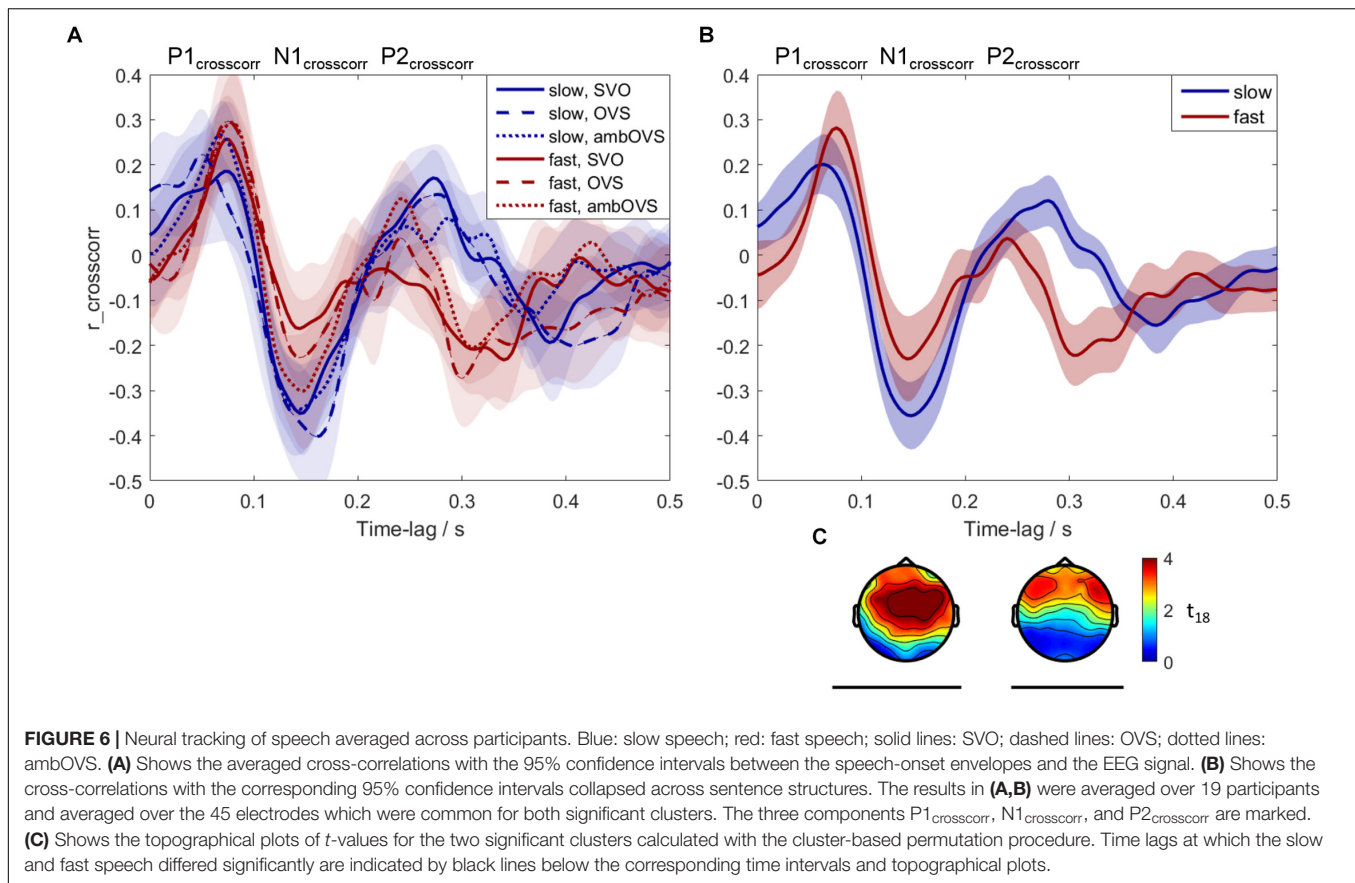 A
P1crosscorr N1crosscorr P2crosscorr
0.4
0.3
0.2
0.1
0
-0.1
-0.2
-0.3
-0.4
-0.5
r_crosscorr
slow, SVO
slow, OVS
slow, ambOVS
fast, SVO
fast, OVS
fast, ambOVS
0 0.1 0.2 0.3 0.4 0.5
Time-lag / s
B
P1crosscorr N1crosscorr P2crosscorr
0.4
0.3
0.2
0.1
0
-0.1
-0.2
-0.3
-0.4
-0.5
slow
fast
0 0.1 0.2 0.3 0.4 0.5
Time-lag / s
C
4
2
0
t18
FIGURE 6 | Neural tracking of speech averaged across participants. Blue: slow speech; red: fast speech; solid lines: SVO; dashed lines: OVS; dotted lines:
ambOVS. (A) Shows the averaged cross-correlations with the 95% confidence intervals between the speech-onset envelopes and the EEG signal. (B) Shows the
cross-correlations with the corresponding 95% confidence intervals collapsed across sentence structures. The results in (A,B) were averaged over 19 participants
and averaged over the 45 electrodes which were common for both significant clusters. The three components P1crosscorr, N1crosscorr, and P2crosscorr are marked.
(C) Shows the topographical plots of t-values for the two significant clusters calculated with the cluster-based permutation procedure. Time lags at which the slow
and fast speech differed significantly are indicated by black lines below the corresponding time intervals and topographical plots.